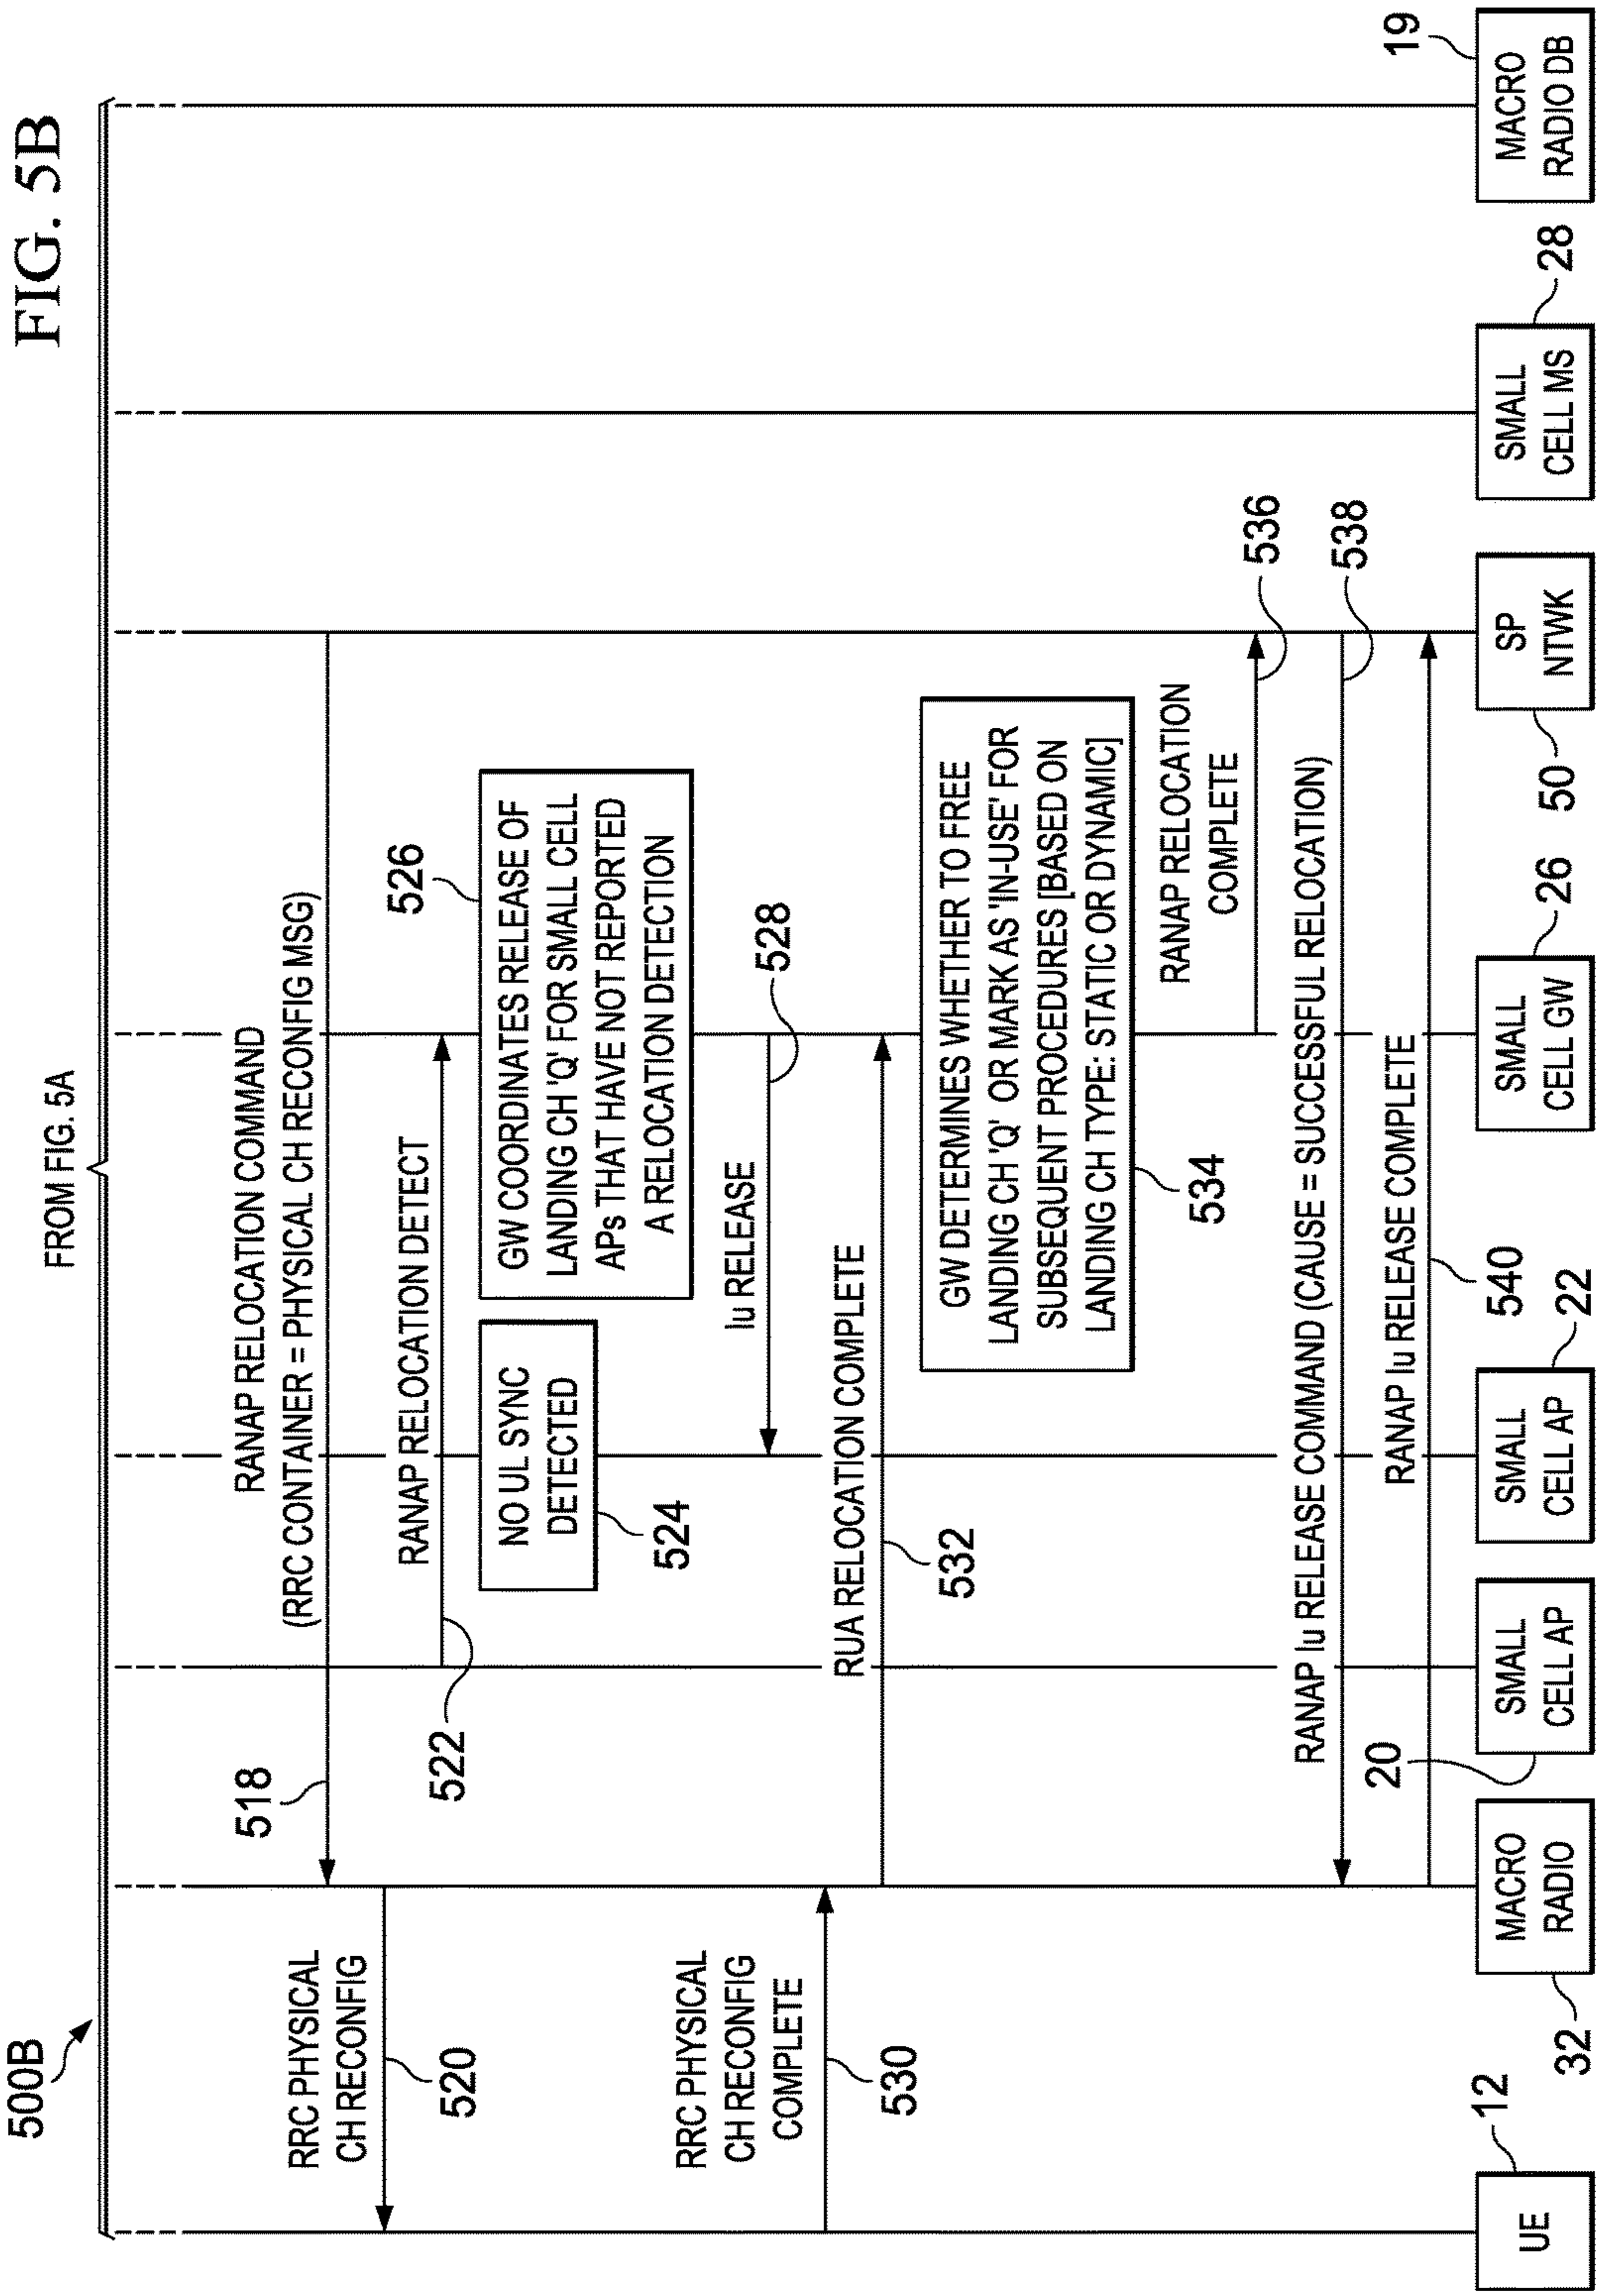 FIG. 5B
500B
FROM FIG. 5A
RANAP RELOCATION COMMAND
(RRC CONTAINER = PHYSICAL CH RECONFIG MSG)
518
RRC PHYSICAL
CH RECONFIG
520
RANAP RELOCATION DETECT
522
NO UL SYNC
DETECTED
524
526
GW COORDINATES RELEASE OF
LANDING CH 'Q' FOR SMALL CELL
APs THAT HAVE NOT REPORTED
A RELOCATION DETECTION
Iu RELEASE
528
RRC PHYSICAL
CH RECONFIG
COMPLETE
530
RUA RELOCATION COMPLETE
532
GW DETERMINES WHETHER TO FREE
LANDING CH 'Q' OR MARK AS 'IN-USE' FOR
SUBSEQUENT PROCEDURES [BASED ON
LANDING CH TYPE: STATIC OR DYNAMIC]
534
RANAP RELOCATION
COMPLETE
536
RANAP Iu RELEASE COMMAND (CAUSE = SUCCESSFUL RELOCATION)
538
RANAP Iu RELEASE COMPLETE
540
12
UE
32
MACRO
RADIO
20
SMALL
CELL AP
22
SMALL
CELL AP
26
SMALL
CELL GW
50
SP
NTWK
28
SMALL
CELL MS
19
MACRO
RADIO DB